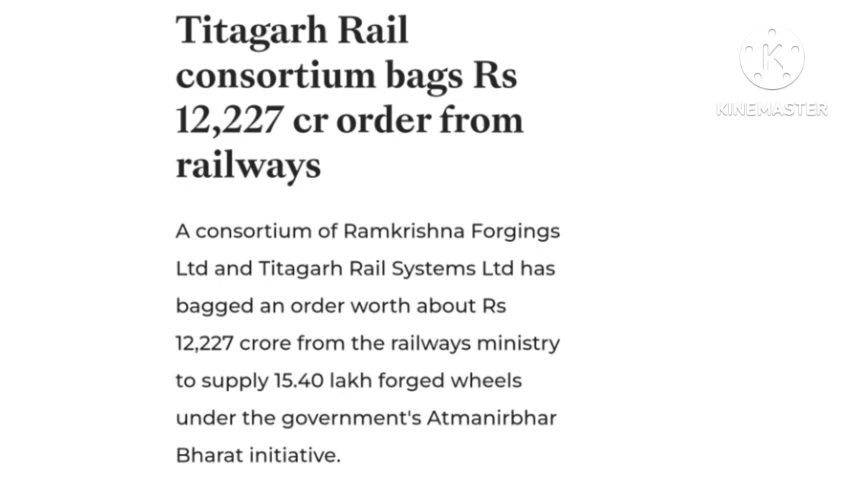 Titagarh Rail
consortium bags Rs
12,227 cr order from
railways
A consortium of Ramkrishna Forgings
Ltd and Titagarh Rail Systems Ltd has
bagged an order worth about Rs
12,227 crore from the railways ministry
to supply 15.40 lakh forged wheels
under the government's Atmanirbhar
Bharat initiative.
K
KINEMASTER